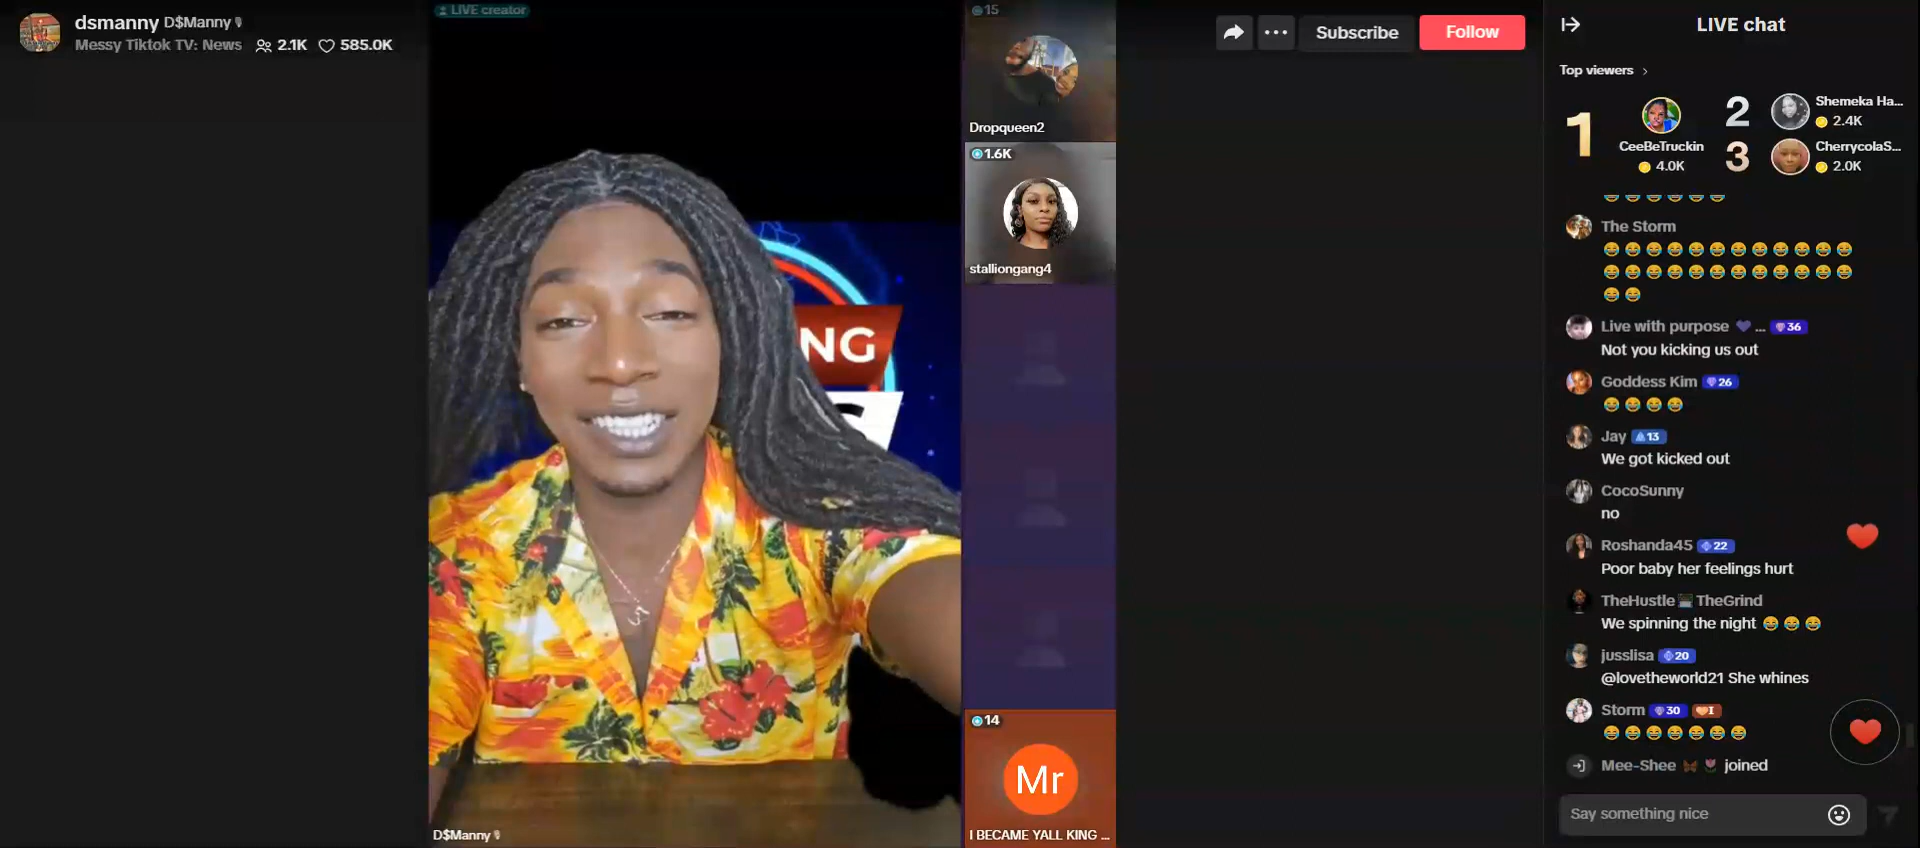 dsmanny D$Manny🎙
Messy Tiktok TV: News 2.1K 585.0K
LIVE creator
NG
S
D$Manny🎙
15
Dropqueen2
1.6K
stalliongang4
14
Mr
I BECAME YALL KING ...
Subscribe
Follow
LIVE chat
Top viewers >
1
CeeBeTruckin
4.0K
2
Shemeka Ha...
2.4K
3
CherrycolaS...
2.0K
😂😂😂😂😂😂
The Storm
😂😂😂😂😂😂😂😂😂😂😂😂
😂😂😂😂😂😂😂😂😂😂😂😂
😂😂
Live with purpose 💜 ... 36
Not you kicking us out
Goddess Kim 26
😂😂😂😂
Jay 13
We got kicked out
CocoSunny
no
Roshanda45 22
Poor baby her feelings hurt
TheHustle💻TheGrind
We spinning the night 😂😂😂
jusslisa 20
@lovetheworld21 She whines
Storm 30 I
😂😂😂😂😂😂😂
Mee-Shee 🦋🌷 joined
Say something nice